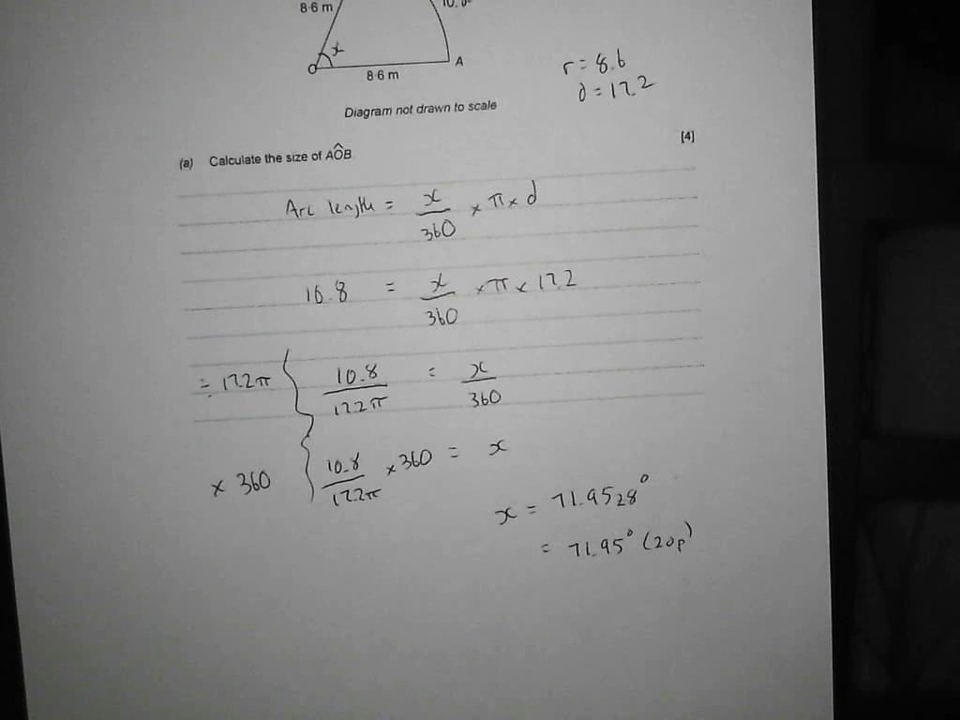 8·6 m
x
O
8·6 m
A
r = 8.6
d = 17.2
Diagram not drawn to scale
(a) Calculate the size of AÔB
[4]
Arc length = x/360 × π × d
10.8 = x/360 × π × 17.2
÷ 17.2π
10.8/17.2π = x/360
× 360
10.8/17.2π × 360 = x
x = 71.9528°
= 71.95° (2dp)